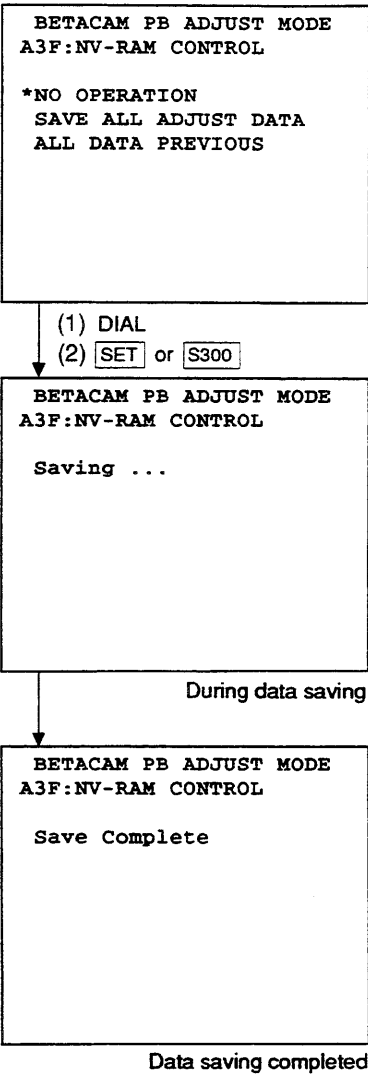 BETACAM PB ADJUST MODE
A3F:NV-RAM CONTROL
*NO OPERATION
SAVE ALL ADJUST DATA
ALL DATA PREVIOUS
(1) DIAL
(2) SET or S300
BETACAM PB ADJUST MODE
A3F:NV-RAM CONTROL
Saving ...
During data saving
BETACAM PB ADJUST MODE
A3F:NV-RAM CONTROL
Save Complete
Data saving completed